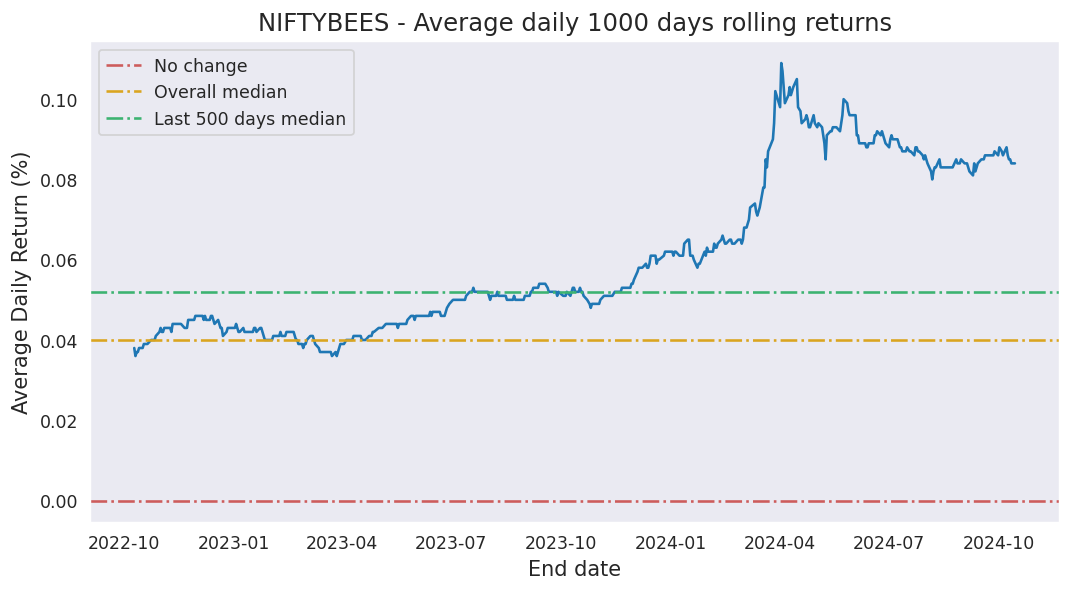 NIFTYBEES - Average daily 1000 days rolling returns
No change
Overall median
Last 500 days median
Average Daily Return (%)
0.10
0.08
0.06
0.04
0.02
0.00
2022-10 2023-01 2023-04 2023-07 2023-10 2024-01 2024-04 2024-07 2024-10
End date